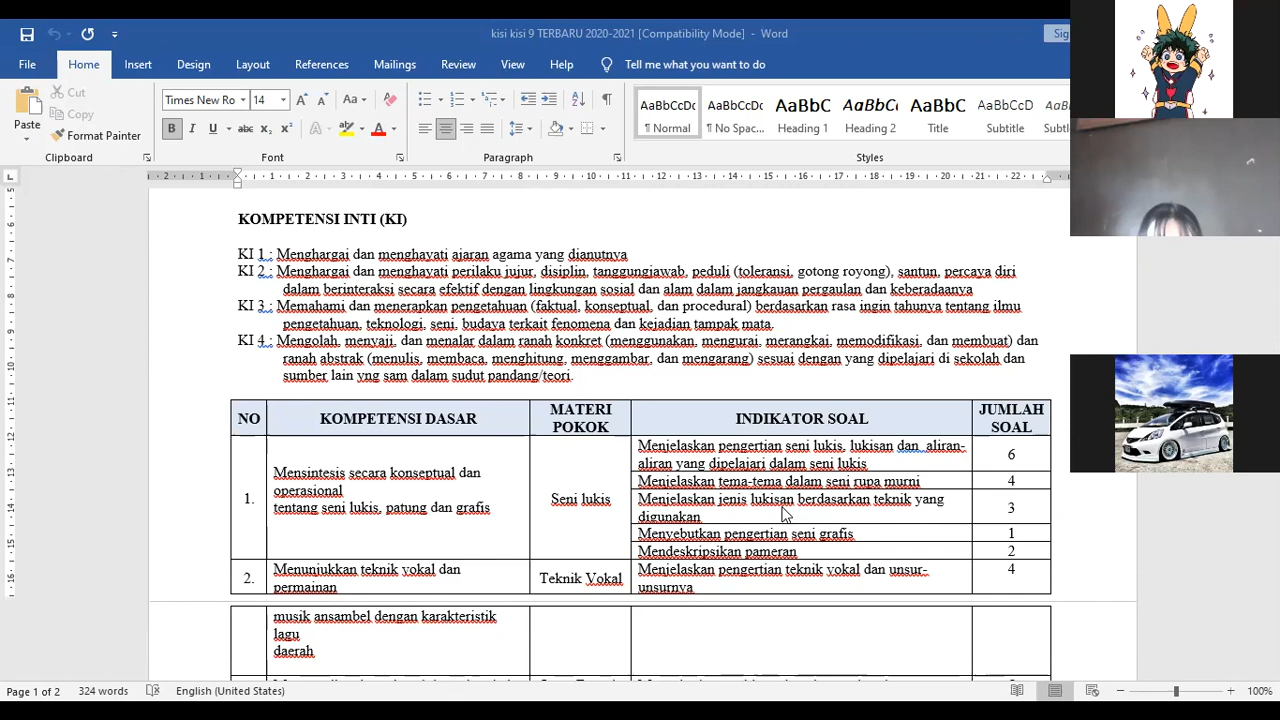 kisi kisi 9 TERBARU 2020-2021 [Compatibility Mode] - Word
File Home Insert Design Layout References Mailings Review View Help Tell me what you want to do
Paste
Cut
Copy
Format Painter
Times New Ro 14
Clipboard Font Paragraph Styles
AaBbCcDc AaBbCcDc AaBbC AaBbCc AaBbC AaBbCcD
¶ Normal ¶ No Spac... Heading 1 Heading 2 Title Subtitle
KOMPETENSI INTI (KI)
KI 1 : Menghargai dan menghayati ajaran agama yang dianutnya
KI 2 : Menghargai dan menghayati perilaku jujur, disiplin, tanggungjawab, peduli (toleransi, gotong royong), santun, percaya diri
dalam berinteraksi secara efektif dengan lingkungan sosial dan alam dalam jangkauan pergaulan dan keberadaanya
KI 3 : Memahami dan menerapkan pengetahuan (faktual, konseptual, dan procedural) berdasarkan rasa ingin tahunya tentang ilmu
pengetahuan, teknologi, seni, budaya terkait fenomena dan kejadian tampak mata.
KI 4 : Mengolah, menyaji, dan menalar dalam ranah konkret (menggunakan, mengurai, merangkai, memodifikasi, dan membuat) dan
ranah abstrak (menulis, membaca, menghitung, menggambar, dan mengarang) sesuai dengan yang dipelajari di sekolah dan
sumber lain yng sam dalam sudut pandang/teori.
NO KOMPETENSI DASAR MATERI POKOK INDIKATOR SOAL JUMLAH SOAL
1.
Mensintesis secara konseptual dan
operasional
tentang seni lukis, patung dan grafis
Seni lukis
Menjelaskan pengertian seni lukis, lukisan dan aliran-
aliran yang dipelajari dalam seni lukis
6
Menjelaskan tema-tema dalam seni rupa murni 4
Menjelaskan jenis lukisan berdasarkan teknik yang
digunakan
3
Menyebutkan pengertian seni grafis 1
Mendeskripsikan pameran 2
2.
Menunjukkan teknik vokal dan
permainan
Teknik Vokal
Menjelaskan pengertian teknik vokal dan unsur-
unsurnya
4
musik ansambel dengan karakteristik
lagu
daerah
Page 1 of 2 324 words English (United States) 100%